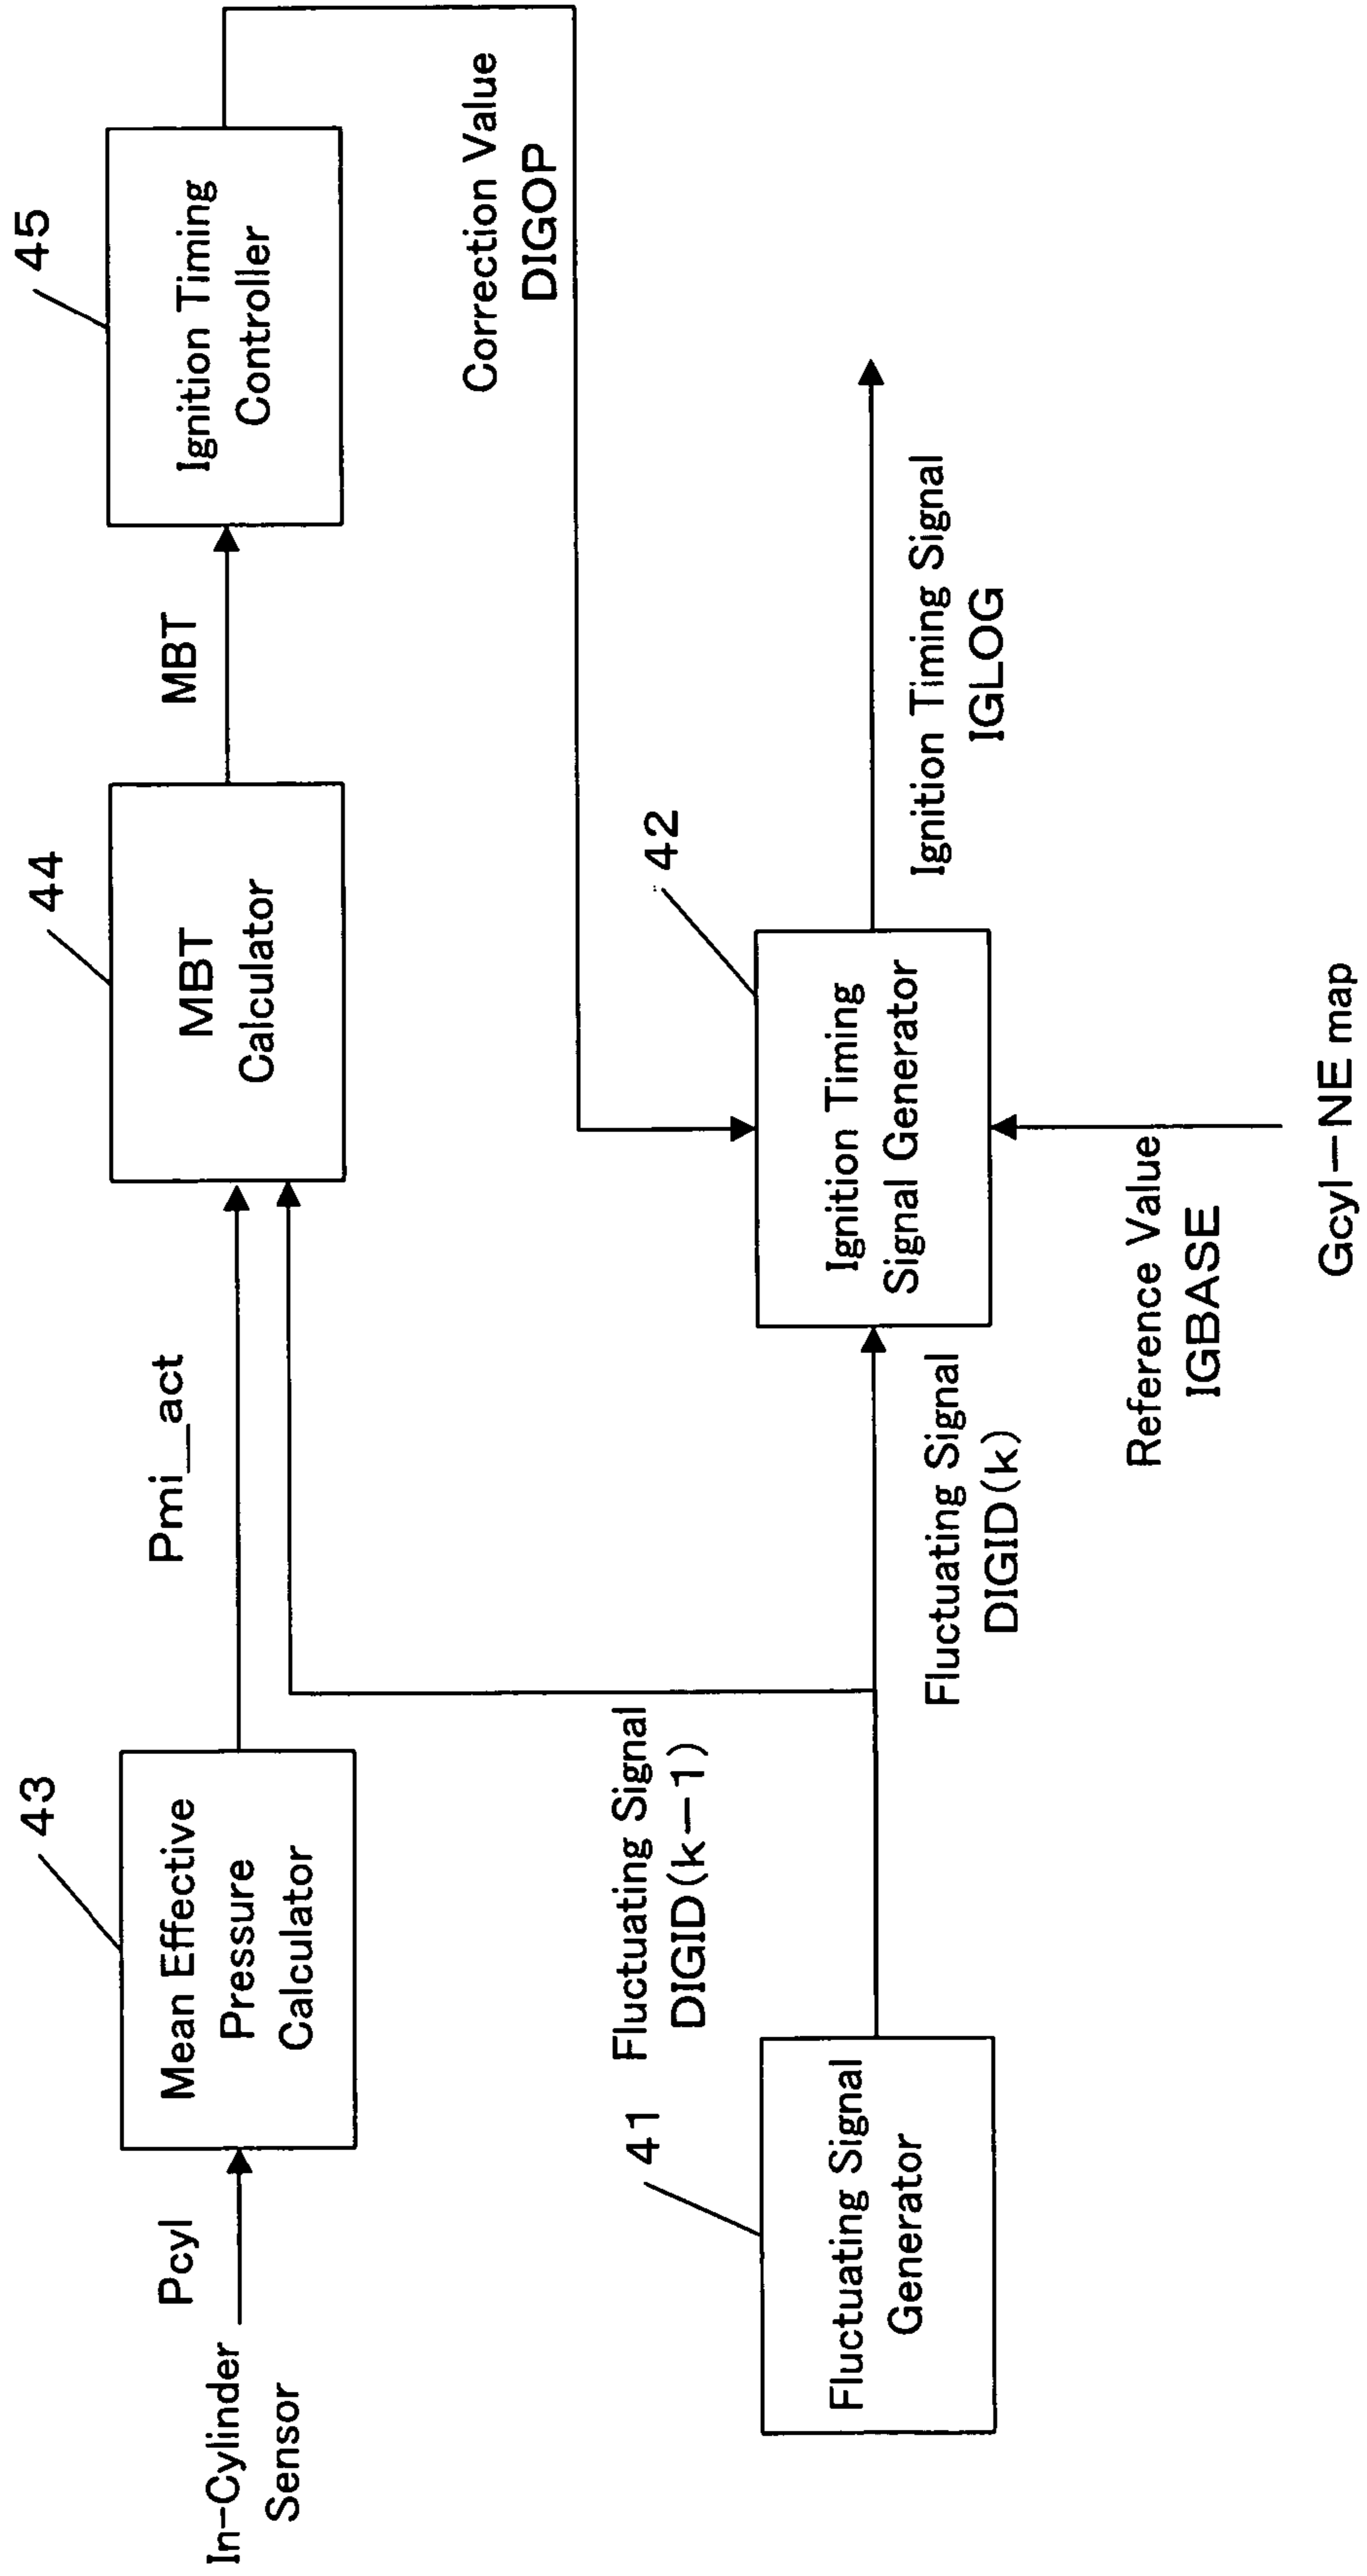 In-Cylinder
Sensor
Pcyl
43
Mean Effective
Pressure
Calculator
Pmi_act
44
MBT
Calculator
MBT
45
Ignition Timing
Controller
Correction Value
DIGOP
41
Fluctuating Signal
Generator
Fluctuating Signal
DIGID(k-1)
Fluctuating Signal
DIGID(k)
42
Ignition Timing
Signal Generator
Ignition Timing Signal
IGLOG
Reference Value
IGBASE
Gcyl-NE map